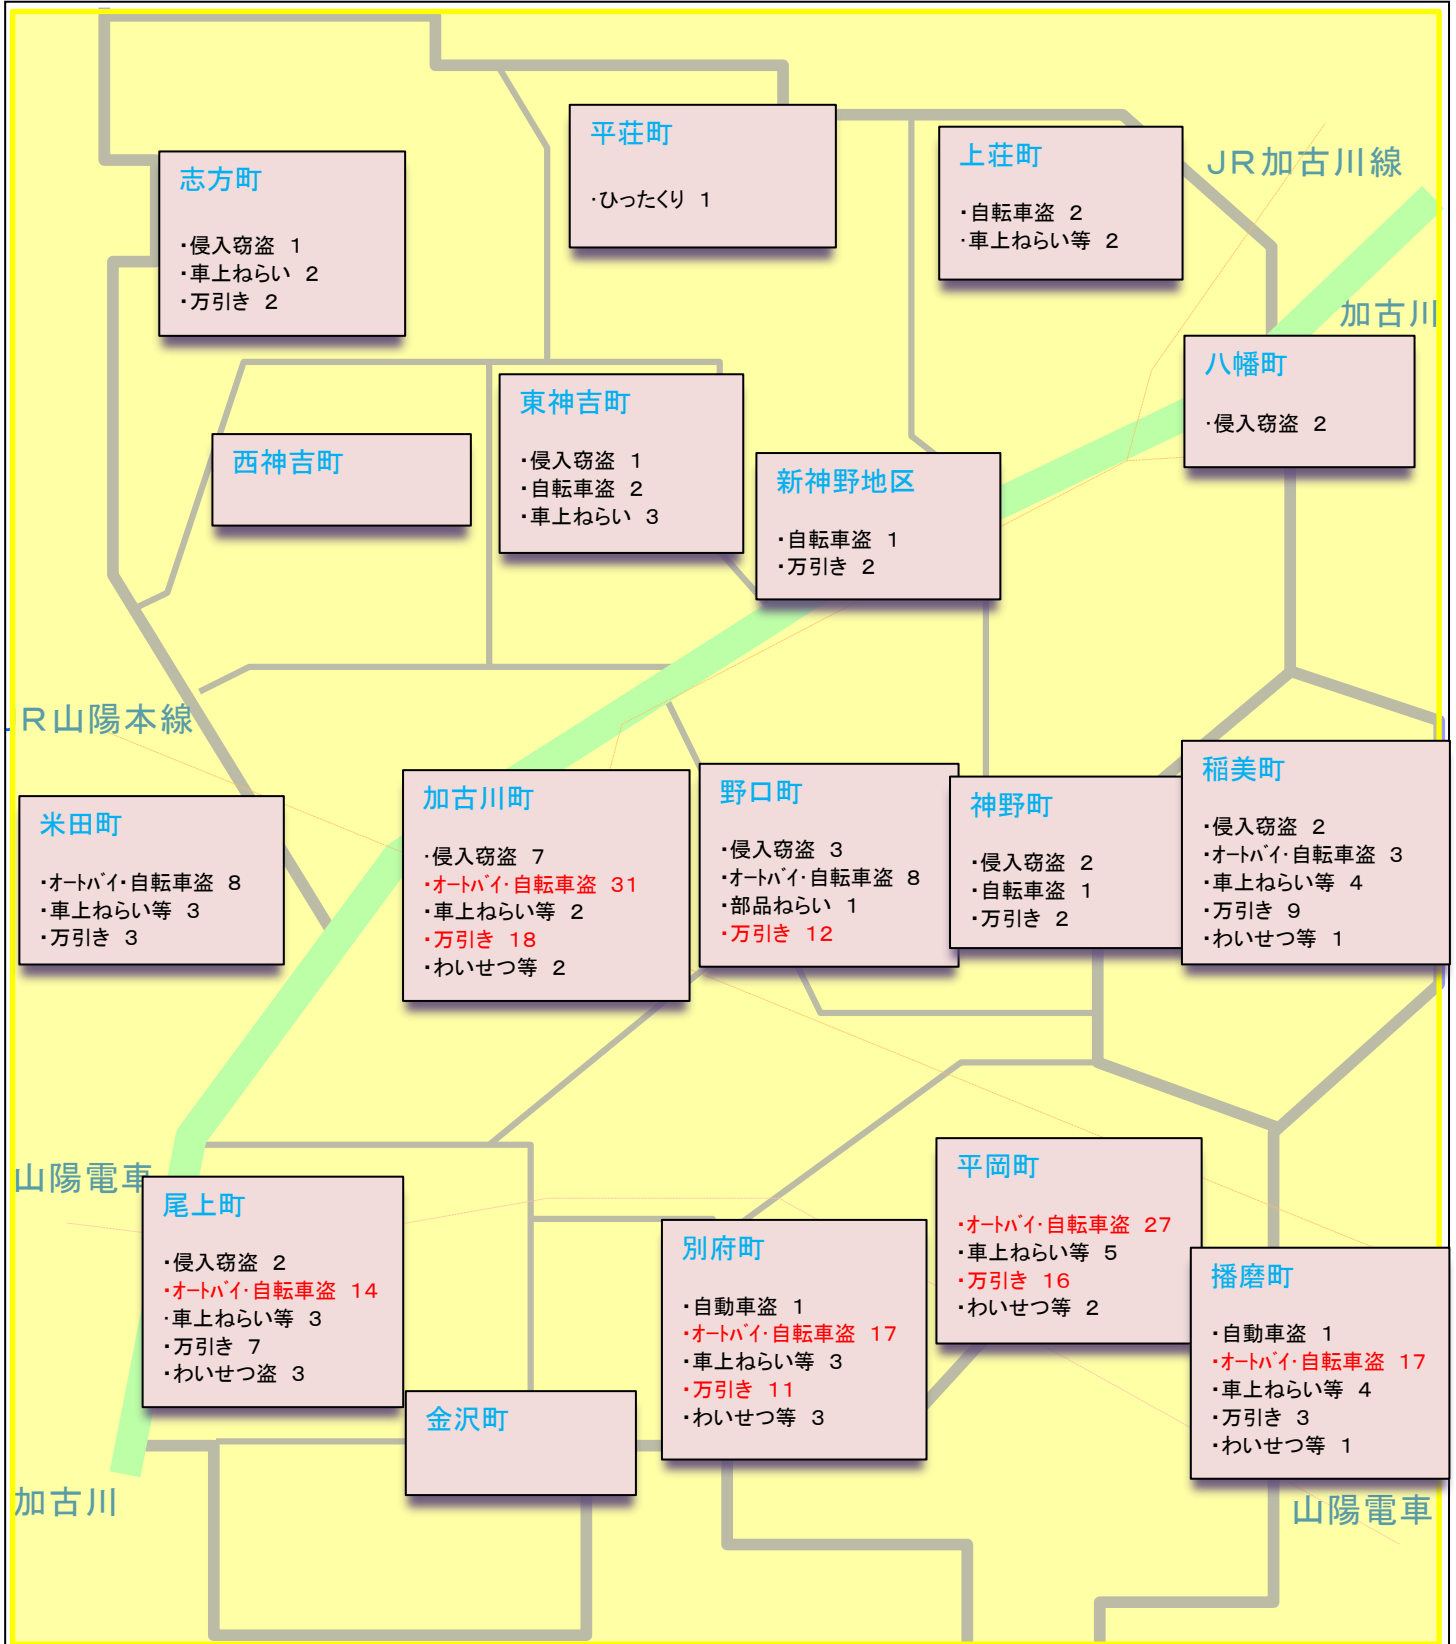 平荘町
・ひったくり 1
上荘町
・自転車盗 2
・車上ねらい等 2
JR加古川線
志方町
・侵入窃盗 1
・車上ねらい 2
・万引き 2
加古川
八幡町
・侵入窃盗 2
東神吉町
・侵入窃盗 1
・自転車盗 2
・車上ねらい 3
西神吉町
新神野地区
・自転車盗 1
・万引き 2
JR山陽本線
米田町
・オートバイ・自転車盗 8
・車上ねらい等 3
・万引き 3
加古川町
・侵入窃盗 7
・オートバイ・自転車盗 31
・車上ねらい等 2
・万引き 18
・わいせつ等 2
野口町
・侵入窃盗 3
・オートバイ・自転車盗 8
・部品ねらい 1
・万引き 12
神野町
・侵入窃盗 2
・自転車盗 1
・万引き 2
稲美町
・侵入窃盗 2
・オートバイ・自転車盗 3
・車上ねらい等 4
・万引き 9
・わいせつ等 1
山陽電車
尾上町
・侵入窃盗 2
・オートバイ・自転車盗 14
・車上ねらい等 3
・万引き 7
・わいせつ盗 3
金沢町
別府町
・自動車盗 1
・オートバイ・自転車盗 17
・車上ねらい等 3
・万引き 11
・わいせつ等 3
平岡町
・オートバイ・自転車盗 27
・車上ねらい等 5
・万引き 16
・わいせつ等 2
播磨町
・自動車盗 1
・オートバイ・自転車盗 17
・車上ねらい等 4
・万引き 3
・わいせつ等 1
加古川
山陽電車